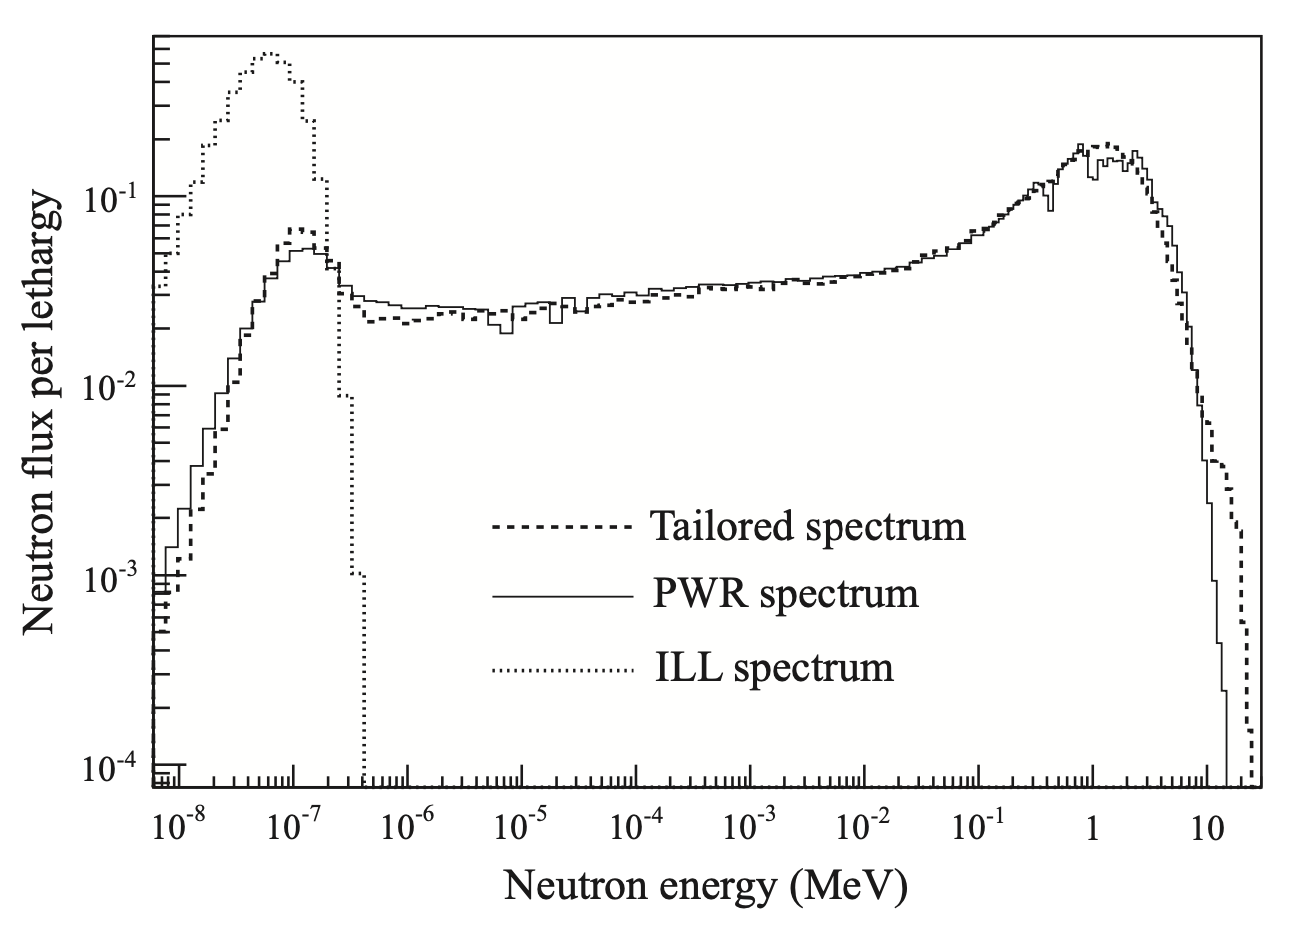 Neutron flux per lethargy
10⁻¹
10⁻²
10⁻³
10⁻⁴
Tailored spectrum
PWR spectrum
ILL spectrum
10⁻⁸ 10⁻⁷ 10⁻⁶ 10⁻⁵ 10⁻⁴ 10⁻³ 10⁻² 10⁻¹ 1 10
Neutron energy (MeV)